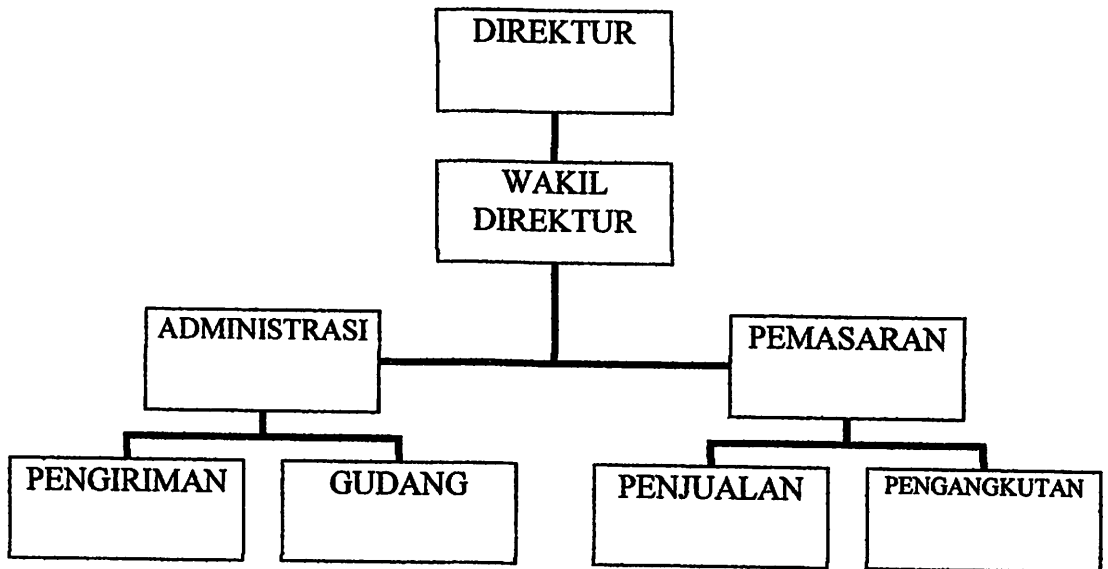 DIREKTUR
WAKIL
DIREKTUR
ADMINISTRASI
PEMASARAN
PENGIRIMAN
GUDANG
PENJUALAN
PENGANGKUTAN